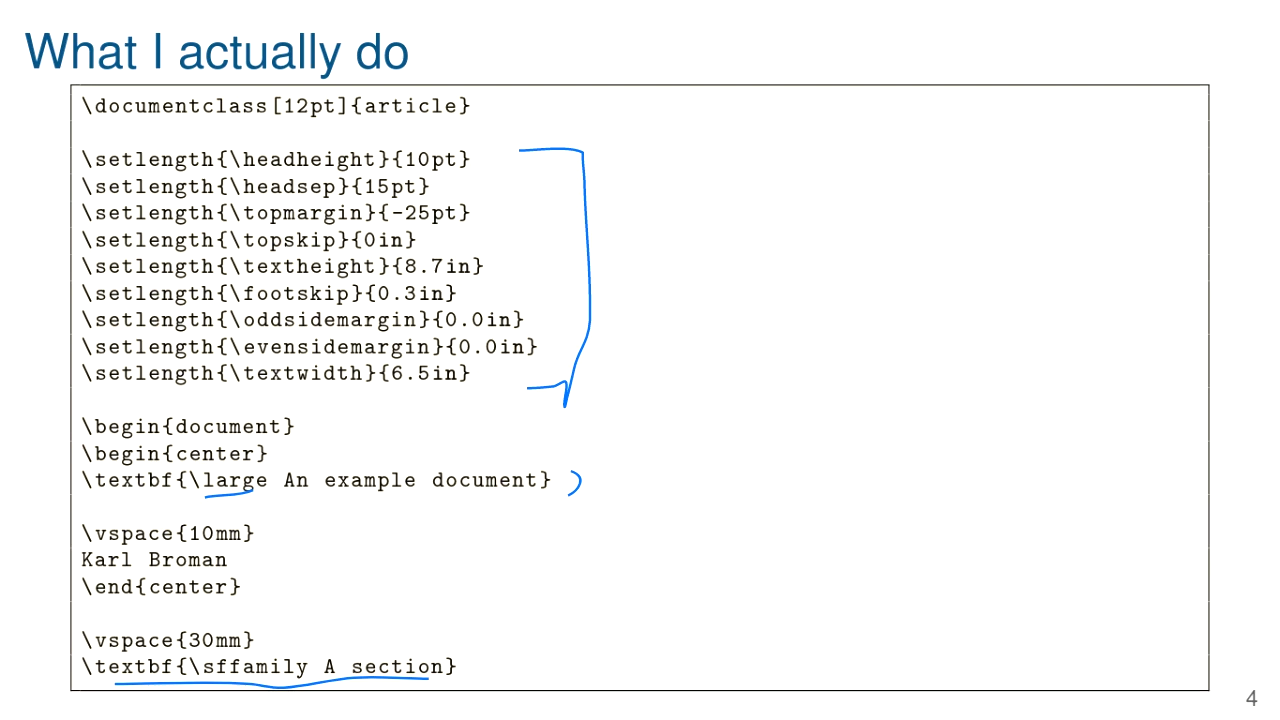 What I actually do
\documentclass[12pt]{article}
\setlength{\headheight}{10pt}
\setlength{\headsep}{15pt}
\setlength{\topmargin}{-25pt}
\setlength{\topskip}{0in}
\setlength{\textheight}{8.7in}
\setlength{\footskip}{0.3in}
\setlength{\oddsidemargin}{0.0in}
\setlength{\evensidemargin}{0.0in}
\setlength{\textwidth}{6.5in}
\begin{document}
\begin{center}
\textbf{\large An example document}
\vspace{10mm}
Karl Broman
\end{center}
\vspace{30mm}
\textbf{\sffamily A section}
4